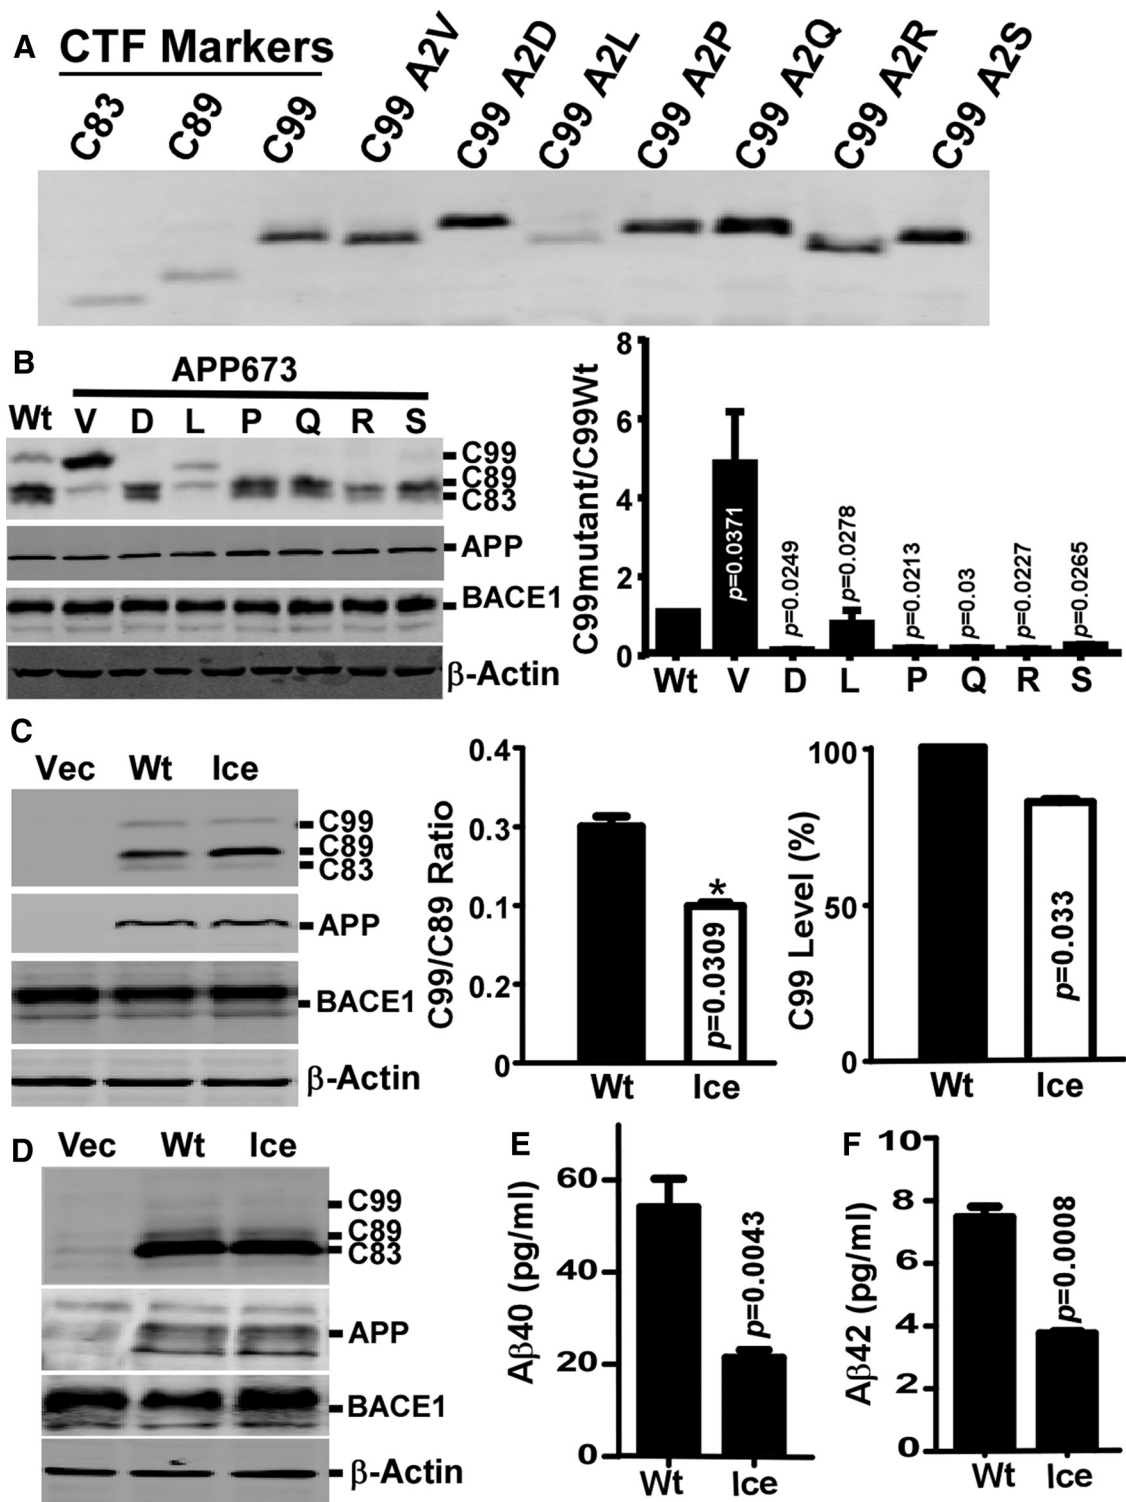 A
CTF Markers
C83
C89
C99
C99 A2V
C99 A2D
C99 A2L
C99 A2P
C99 A2Q
C99 A2R
C99 A2S
B
APP673
Wt V D L P Q R S
C99
C89
C83
APP
BACE1
β-Actin
C99mutant/C99Wt
8
6
4
2
0
p=0.0371
p=0.0249
p=0.0278
p=0.0213
p=0.03
p=0.0227
p=0.0265
Wt V D L P Q R S
C
Vec Wt Ice
C99
C89
C83
APP
BACE1
β-Actin
C99/C89 Ratio
0.4
0.3
0.1
0.2
0
*
p=0.0309
Wt Ice
C99 Level (%)
100
50
0
p=0.033
Wt Ice
D
Vec Wt Ice
C99
C89
C83
APP
BACE1
β-Actin
E
Aβ40 (pg/ml)
60
40
20
0
p=0.0043
Wt Ice
F
Aβ42 (pg/ml)
10
8
6
4
2
0
p=0.0008
Wt Ice